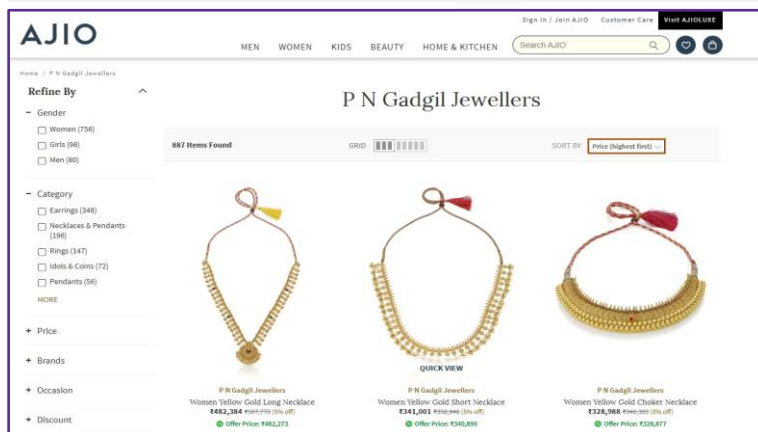 Sign In / Join AJIO Customer Care Visit AJIOLUXE
AJIO
MEN WOMEN KIDS BEAUTY HOME & KITCHEN Search AJIO
Home / P N Gadgil Jewellers
Refine By
P N Gadgil Jewellers
− Gender
Women (756)
Girls (98)
Men (80)
887 Items Found GRID SORT BY Price (highest first)
− Category
Earrings (348)
Necklaces & Pendants
(196)
Rings (147)
Idols & Coins (72)
Pendants (56)
MORE
+ Price
+ Brands
+ Occasion
+ Discount
QUICK VIEW
P N Gadgil Jewellers
Women Yellow Gold Long Necklace
₹482,384 ₹507,773 (5% off)
Offer Price: ₹482,273
P N Gadgil Jewellers
Women Yellow Gold Short Necklace
₹341,001 (5% off)
Offer Price: ₹340,890
P N Gadgil Jewellers
Women Yellow Gold Choker Necklace
₹328,988 (5% off)
Offer Price: ₹328,877